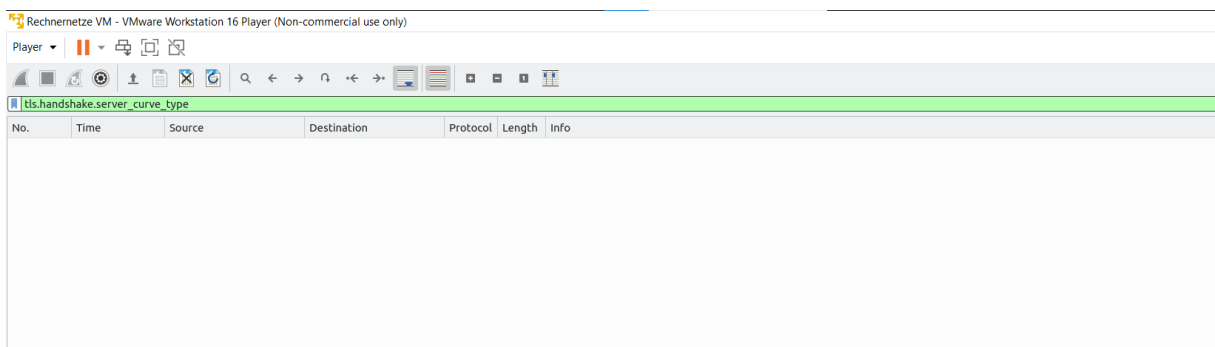 Rechnernetze VM - VMware Workstation 16 Player (Non-commercial use only)
Player
tls.handshake.server_curve_type
No. Time Source Destination Protocol Length Info